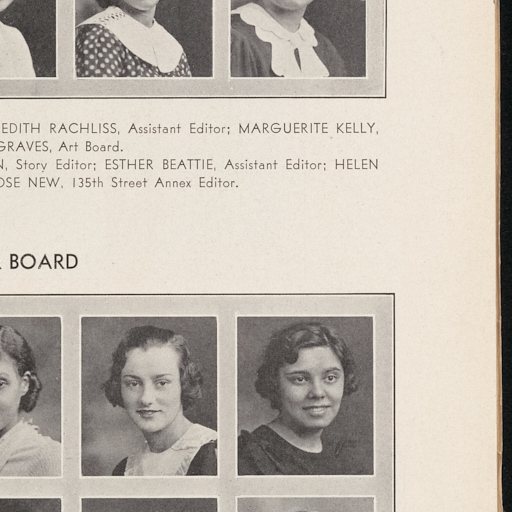 EDITH RACHLISS, Assistant Editor; MARGUERITE KELLY,
GRAVES, Art Board.
N, Story Editor; ESTHER BEATTIE, Assistant Editor; HELEN
OSE NEW, 135th Street Annex Editor.
BOARD